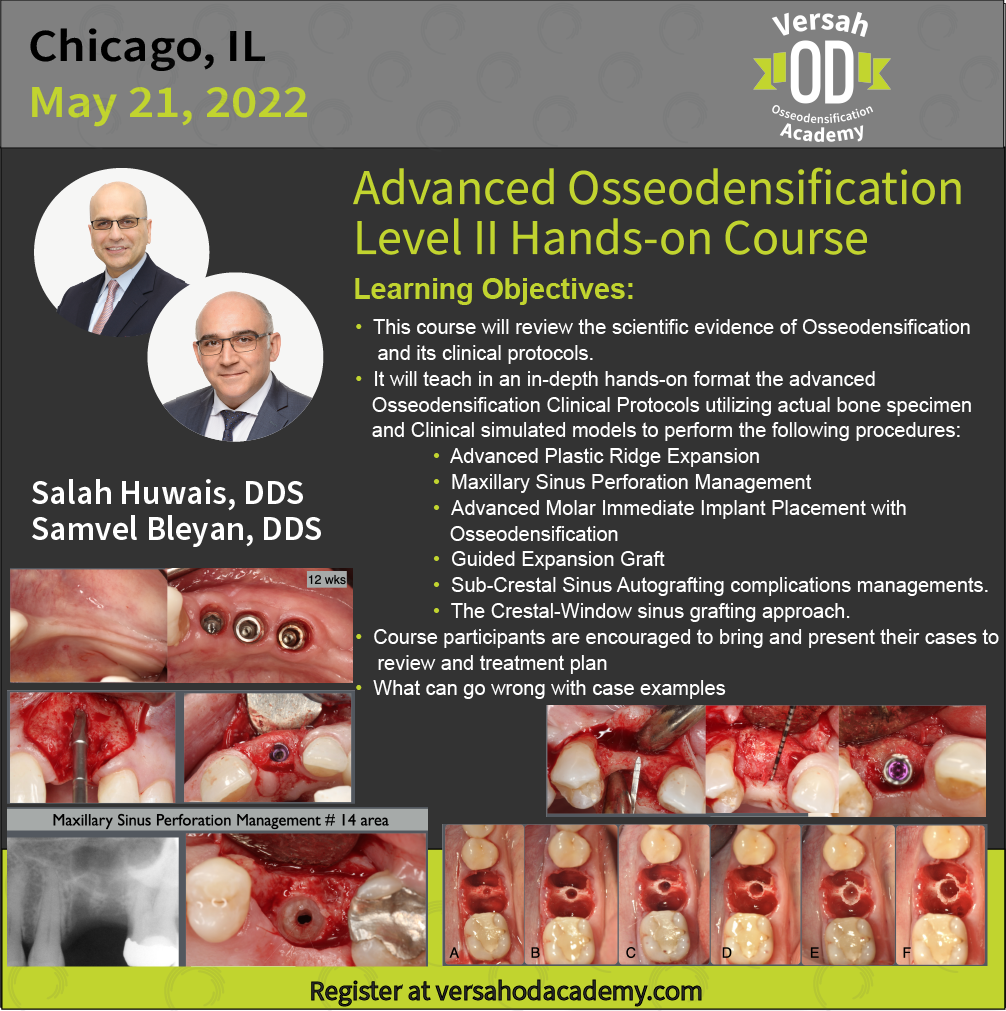 Chicago, IL
May 21, 2022
Versah
OD
Osseodensification
Academy
Advanced Osseodensification
Level II Hands-on Course
Learning Objectives:
• This course will review the scientific evidence of Osseodensification
and its clinical protocols.
• It will teach in an in-depth hands-on format the advanced
Osseodensification Clinical Protocols utilizing actual bone specimen
and Clinical simulated models to perform the following procedures:
• Advanced Plastic Ridge Expansion
• Maxillary Sinus Perforation Management
• Advanced Molar Immediate Implant Placement with
Osseodensification
• Guided Expansion Graft
• Sub-Crestal Sinus Autografting complications managements.
• The Crestal-Window sinus grafting approach.
• Course participants are encouraged to bring and present their cases to
review and treatment plan
• What can go wrong with case examples
Salah Huwais, DDS
Samvel Bleyan, DDS
12 wks
Maxillary Sinus Perforation Management # 14 area
A B C D E F
Register at versahodacademy.com